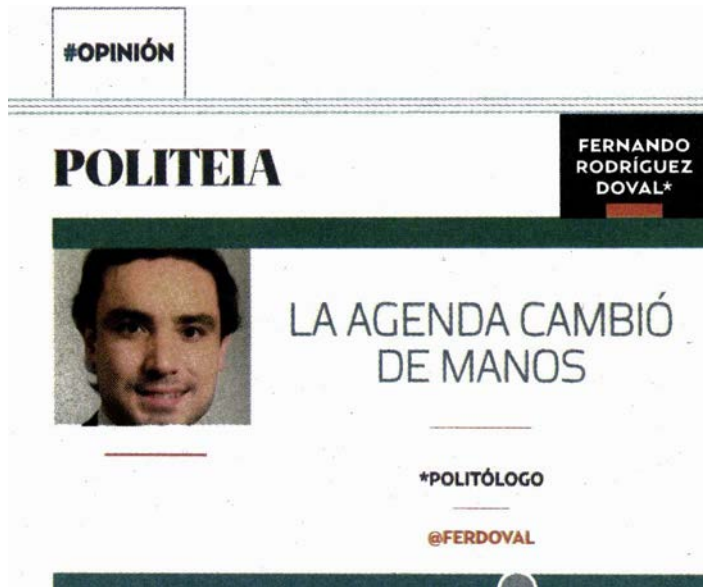 #OPINIÓN
POLITEIA
FERNANDO
RODRÍGUEZ
DOVAL*
LA AGENDA CAMBIÓ
DE MANOS
*POLITÓLOGO
@FERDOVAL